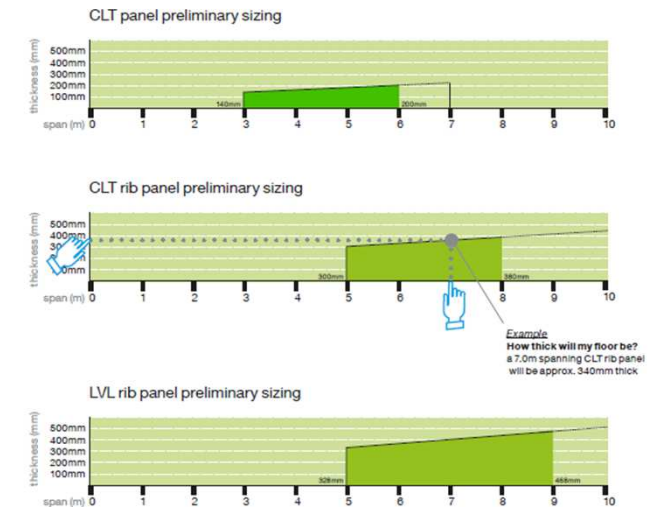 CLT panel preliminary sizing
thickness (mm)
500mm
400mm
300mm
200mm
100mm
140mm
200mm
span (m) 0 1 2 3 4 5 6 7 8 9 10
CLT rib panel preliminary sizing
thickness (mm)
500mm
400mm
300mm
380mm
span (m) 0 1 2 3 4 5 6 7 8 9 10
Example
How thick will my floor be?
a 7.0m spanning CLT rib panel
will be approx. 340mm thick
LVL rib panel preliminary sizing
thickness (mm)
500mm
400mm
300mm
200mm
100mm
span (m) 0 1 2 3 4 5 6 7 8 9 10